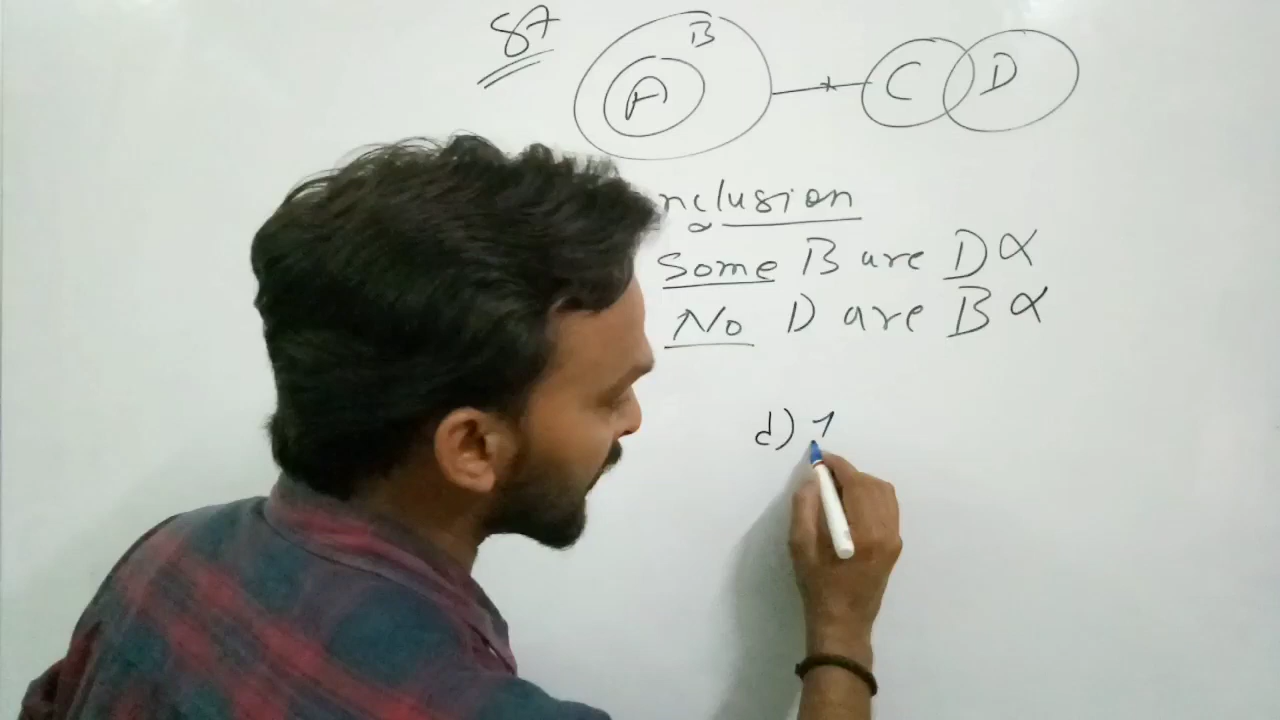 87
B
A
C
D
nclusion
Some B are D α
No D are B α
d) 1